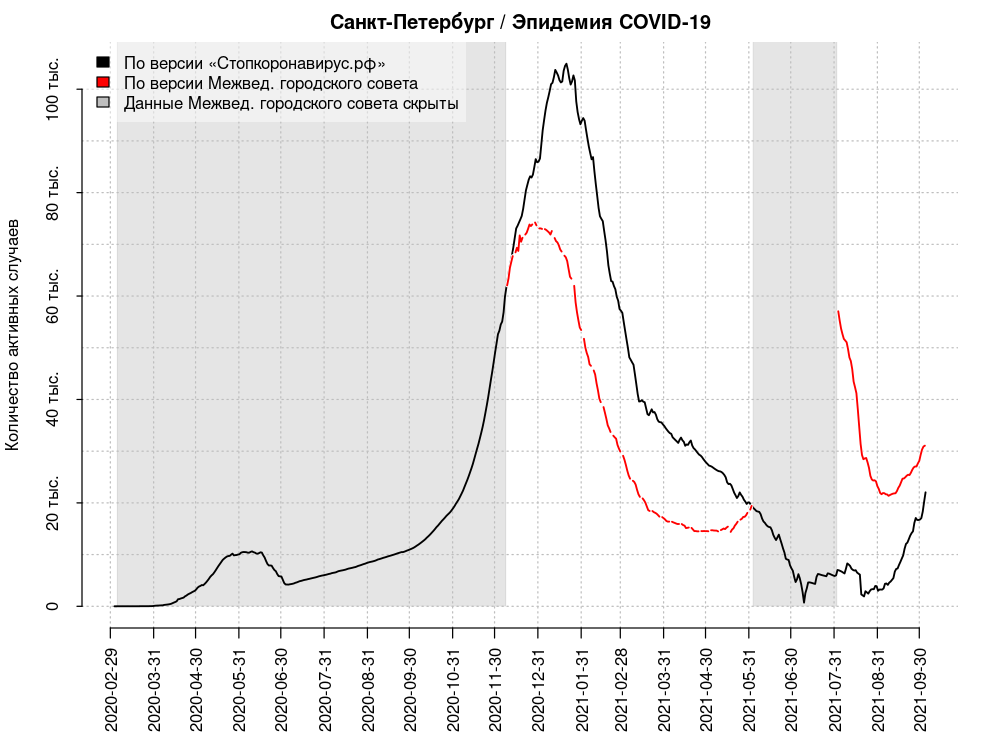 Санкт-Петербург / Эпидемия COVID-19
По версии «Стопкоронавирус.рф»
По версии Межвед. городского совета
Данные Межвед. городского совета скрыты
Количество активных случаев
100 тыс.
80 тыс.
60 тыс.
40 тыс.
20 тыс.
0
2020-02-29
2020-03-31
2020-04-30
2020-05-31
2020-06-30
2020-07-31
2020-08-31
2020-09-30
2020-10-31
2020-11-30
2020-12-31
2021-01-31
2021-02-28
2021-03-31
2021-04-30
2021-05-31
2021-06-30
2021-07-31
2021-08-31
2021-09-30